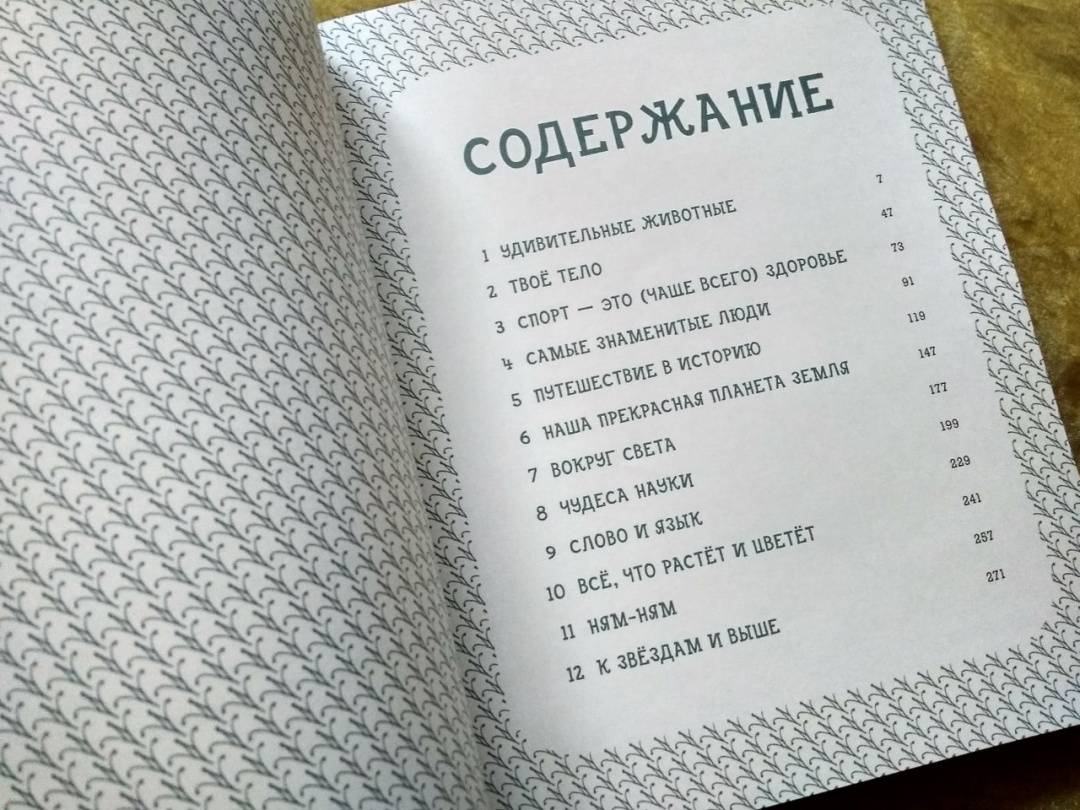 СОДЕРЖАНИЕ
1 УДИВИТЕЛЬНЫЕ ЖИВОТНЫЕ 7
2 ТВОЁ ТЕЛО 47
3 СПОРТ — ЭТО (ЧАЩЕ ВСЕГО) ЗДОРОВЬЕ 73
4 САМЫЕ ЗНАМЕНИТЫЕ ЛЮДИ 91
5 ПУТЕШЕСТВИЕ В ИСТОРИЮ 119
6 НАША ПРЕКРАСНАЯ ПЛАНЕТА ЗЕМЛЯ 147
7 ВОКРУГ СВЕТА 177
8 ЧУДЕСА НАУКИ 199
9 СЛОВО И ЯЗЫК 229
10 ВСЁ, ЧТО РАСТЁТ И ЦВЕТЁТ 241
11 НЯМ-НЯМ 257
12 К ЗВЁЗДАМ И ВЫШЕ 271